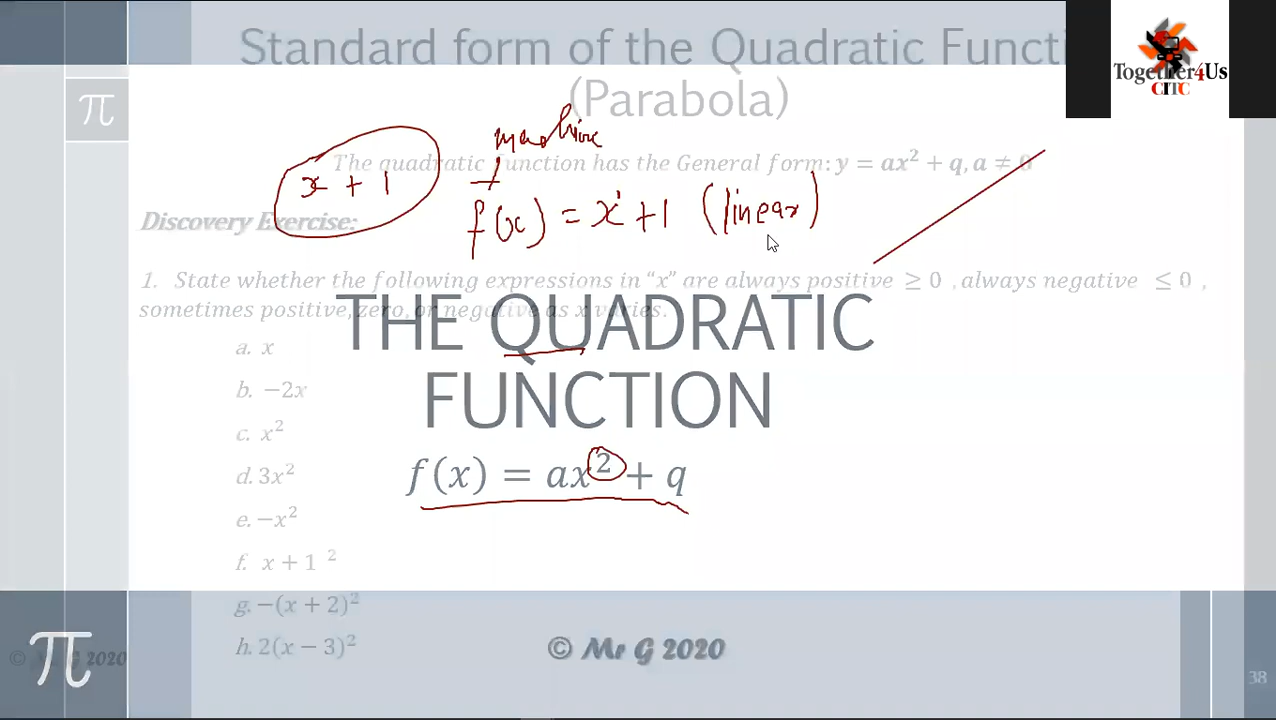 Standard form of the Quadratic Functi
(Parabola)
Together4Us
CITC
π
machine
The quadratic function has the General form: y = ax² + q, a ≠ 0
x + 1
f(x) = x¹ + 1 (linear)
Discovery Exercise:
1. State whether the following expressions in “x” are always positive ≥ 0 , always negative ≤ 0 ,
sometimes positive, zero, or negative as x varies.
THE QUADRATIC
FUNCTION
a. x
b. −2x
c. x²
d. 3x²
e. −x²
f. x + 1 ²
g. −(x + 2)²
h. 2(x − 3)²
f(x) = ax² + q
π
© Mr G 2020
© Mr G 2020
38